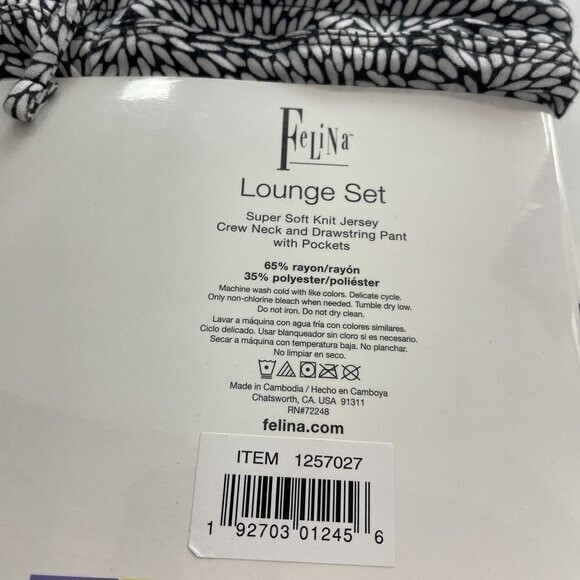 FeLiNa™
Lounge Set
Super Soft Knit Jersey
Crew Neck and Drawstring Pant
with Pockets
65% rayon/rayón
35% polyester/poliéster
Machine wash cold with like colors. Delicate cycle.
Only non-chlorine bleach when needed. Tumble dry low.
Do not iron. Do not dry clean.
Lavar a máquina con agua fría con colores similares.
Ciclo delicado. Usar blanqueador sin cloro si es necesario.
Secar a máquina con temperatura baja. No planchar.
No limpiar en seco.
Made in Cambodia / Hecho en Camboya
Chatsworth, CA. USA 91311
RN#72248
felina.com
ITEM 1257027
1 92703 01245 6